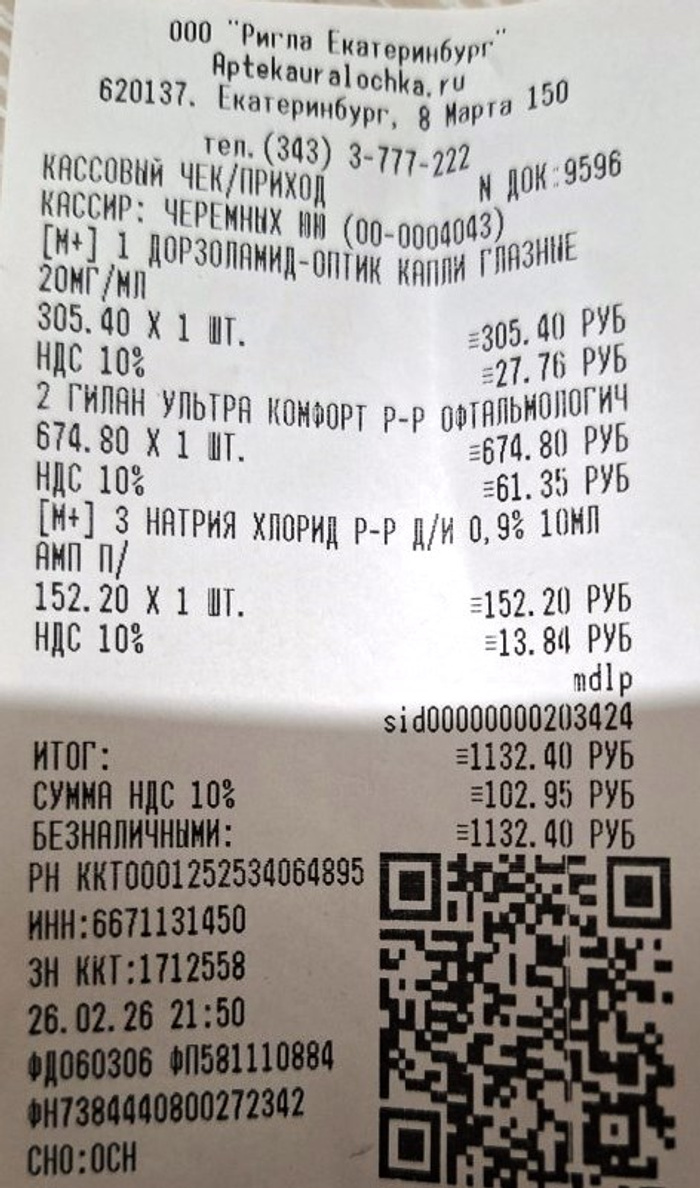 ООО "Ригла Екатеринбург"
Aptekauralochka.ru
620137. Екатеринбург, 8 Марта 150
тел.(343) 3-777-222
КАССОВЫЙ ЧЕК/ПРИХОД N ДОК:9596
КАССИР: ЧЕРЕМНЫХ ЮН (00-0004043)
[М+] 1 ДОРЗОЛАМИД-ОПТИК КАПЛИ ГЛАЗНЫЕ
20МГ/МЛ
305.40 X 1 ШТ. ≡305.40 РУБ
НДС 10% ≡27.76 РУБ
2 ГИЛАН УЛЬТРА КОМФОРТ Р-Р ОФТАЛЬМОЛОГИЧ
674.80 X 1 ШТ. ≡674.80 РУБ
НДС 10% ≡61.35 РУБ
[М+] 3 НАТРИЯ ХЛОРИД Р-Р Д/И 0,9% 10МЛ
АМП П/
152.20 X 1 ШТ. ≡152.20 РУБ
НДС 10% ≡13.84 РУБ
mdlp
sid00000000203424
ИТОГ: ≡1132.40 РУБ
СУММА НДС 10% ≡102.95 РУБ
БЕЗНАЛИЧНЫМИ: ≡1132.40 РУБ
РН ККТ0001252534064895
ИНН:6671131450
ЗН ККТ:1712558
26.02.26 21:50
ФД060306 ФП581110884
ФН7384440800272342
СНО:ОСН